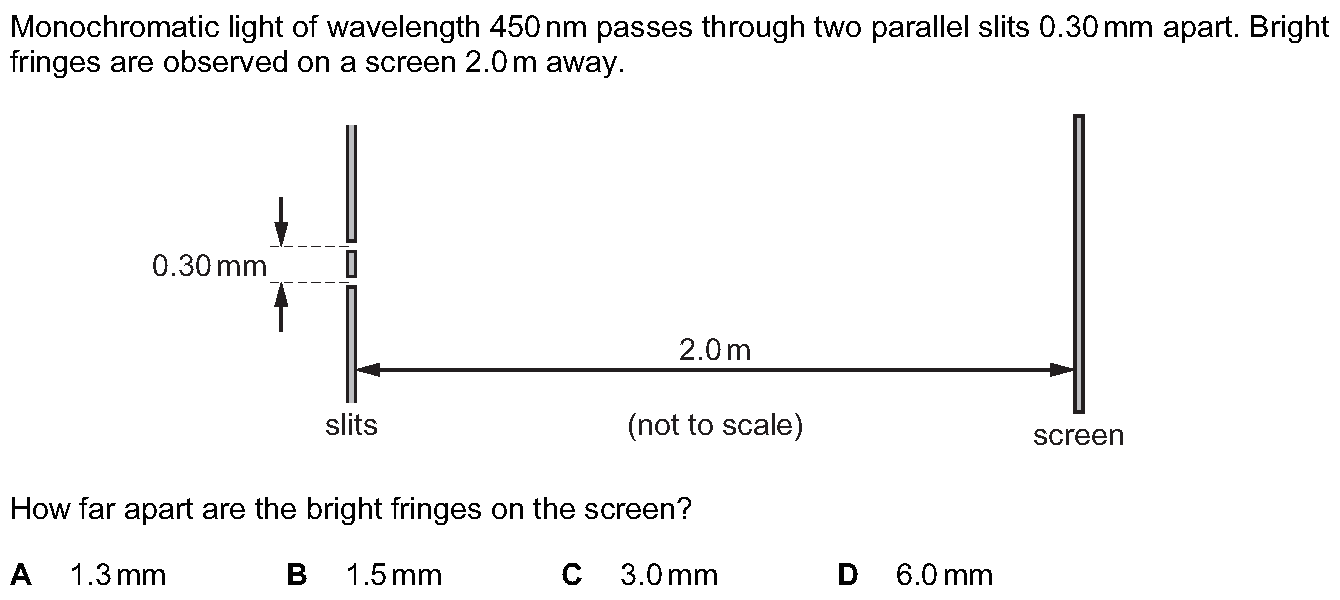 Monochromatic light of wavelength 450 nm passes through two parallel slits 0.30 mm apart. Bright
fringes are observed on a screen 2.0 m away.
0.30 mm
2.0 m
slits
(not to scale)
screen
How far apart are the bright fringes on the screen?
A 1.3 mm B 1.5 mm C 3.0 mm D 6.0 mm